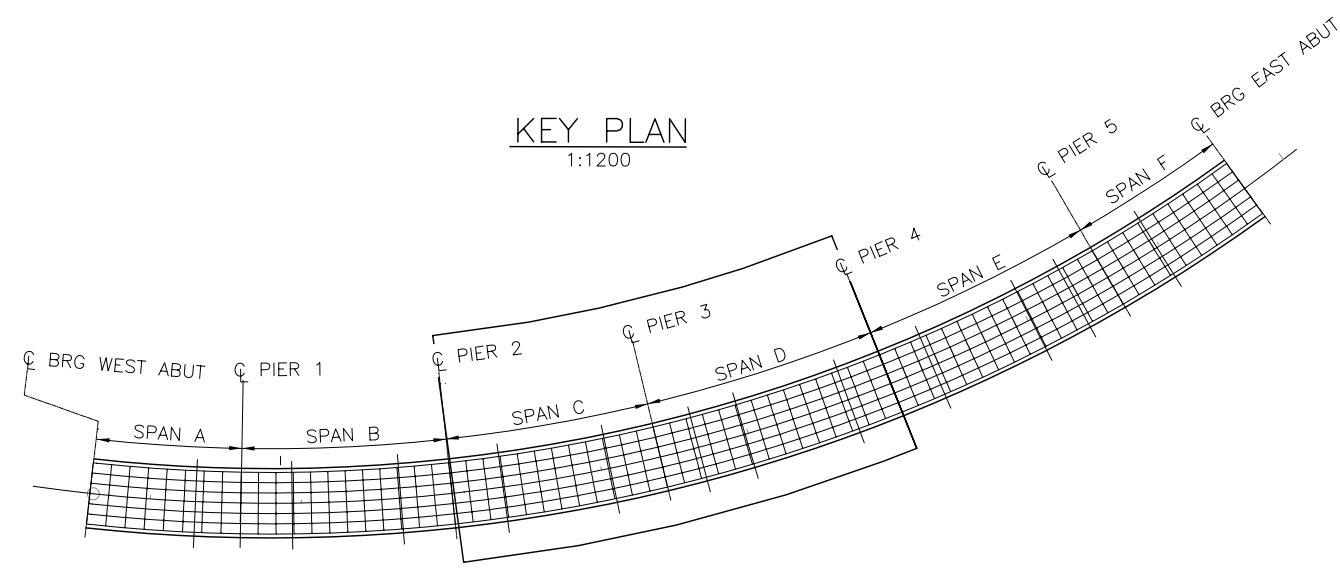 KEY PLAN
1:1200
℄ BRG WEST ABUT
℄ PIER 1
℄ PIER 2
℄ PIER 3
℄ PIER 4
℄ PIER 5
℄ BRG EAST ABUT
SPAN A
SPAN B
SPAN C
SPAN D
SPAN E
SPAN F